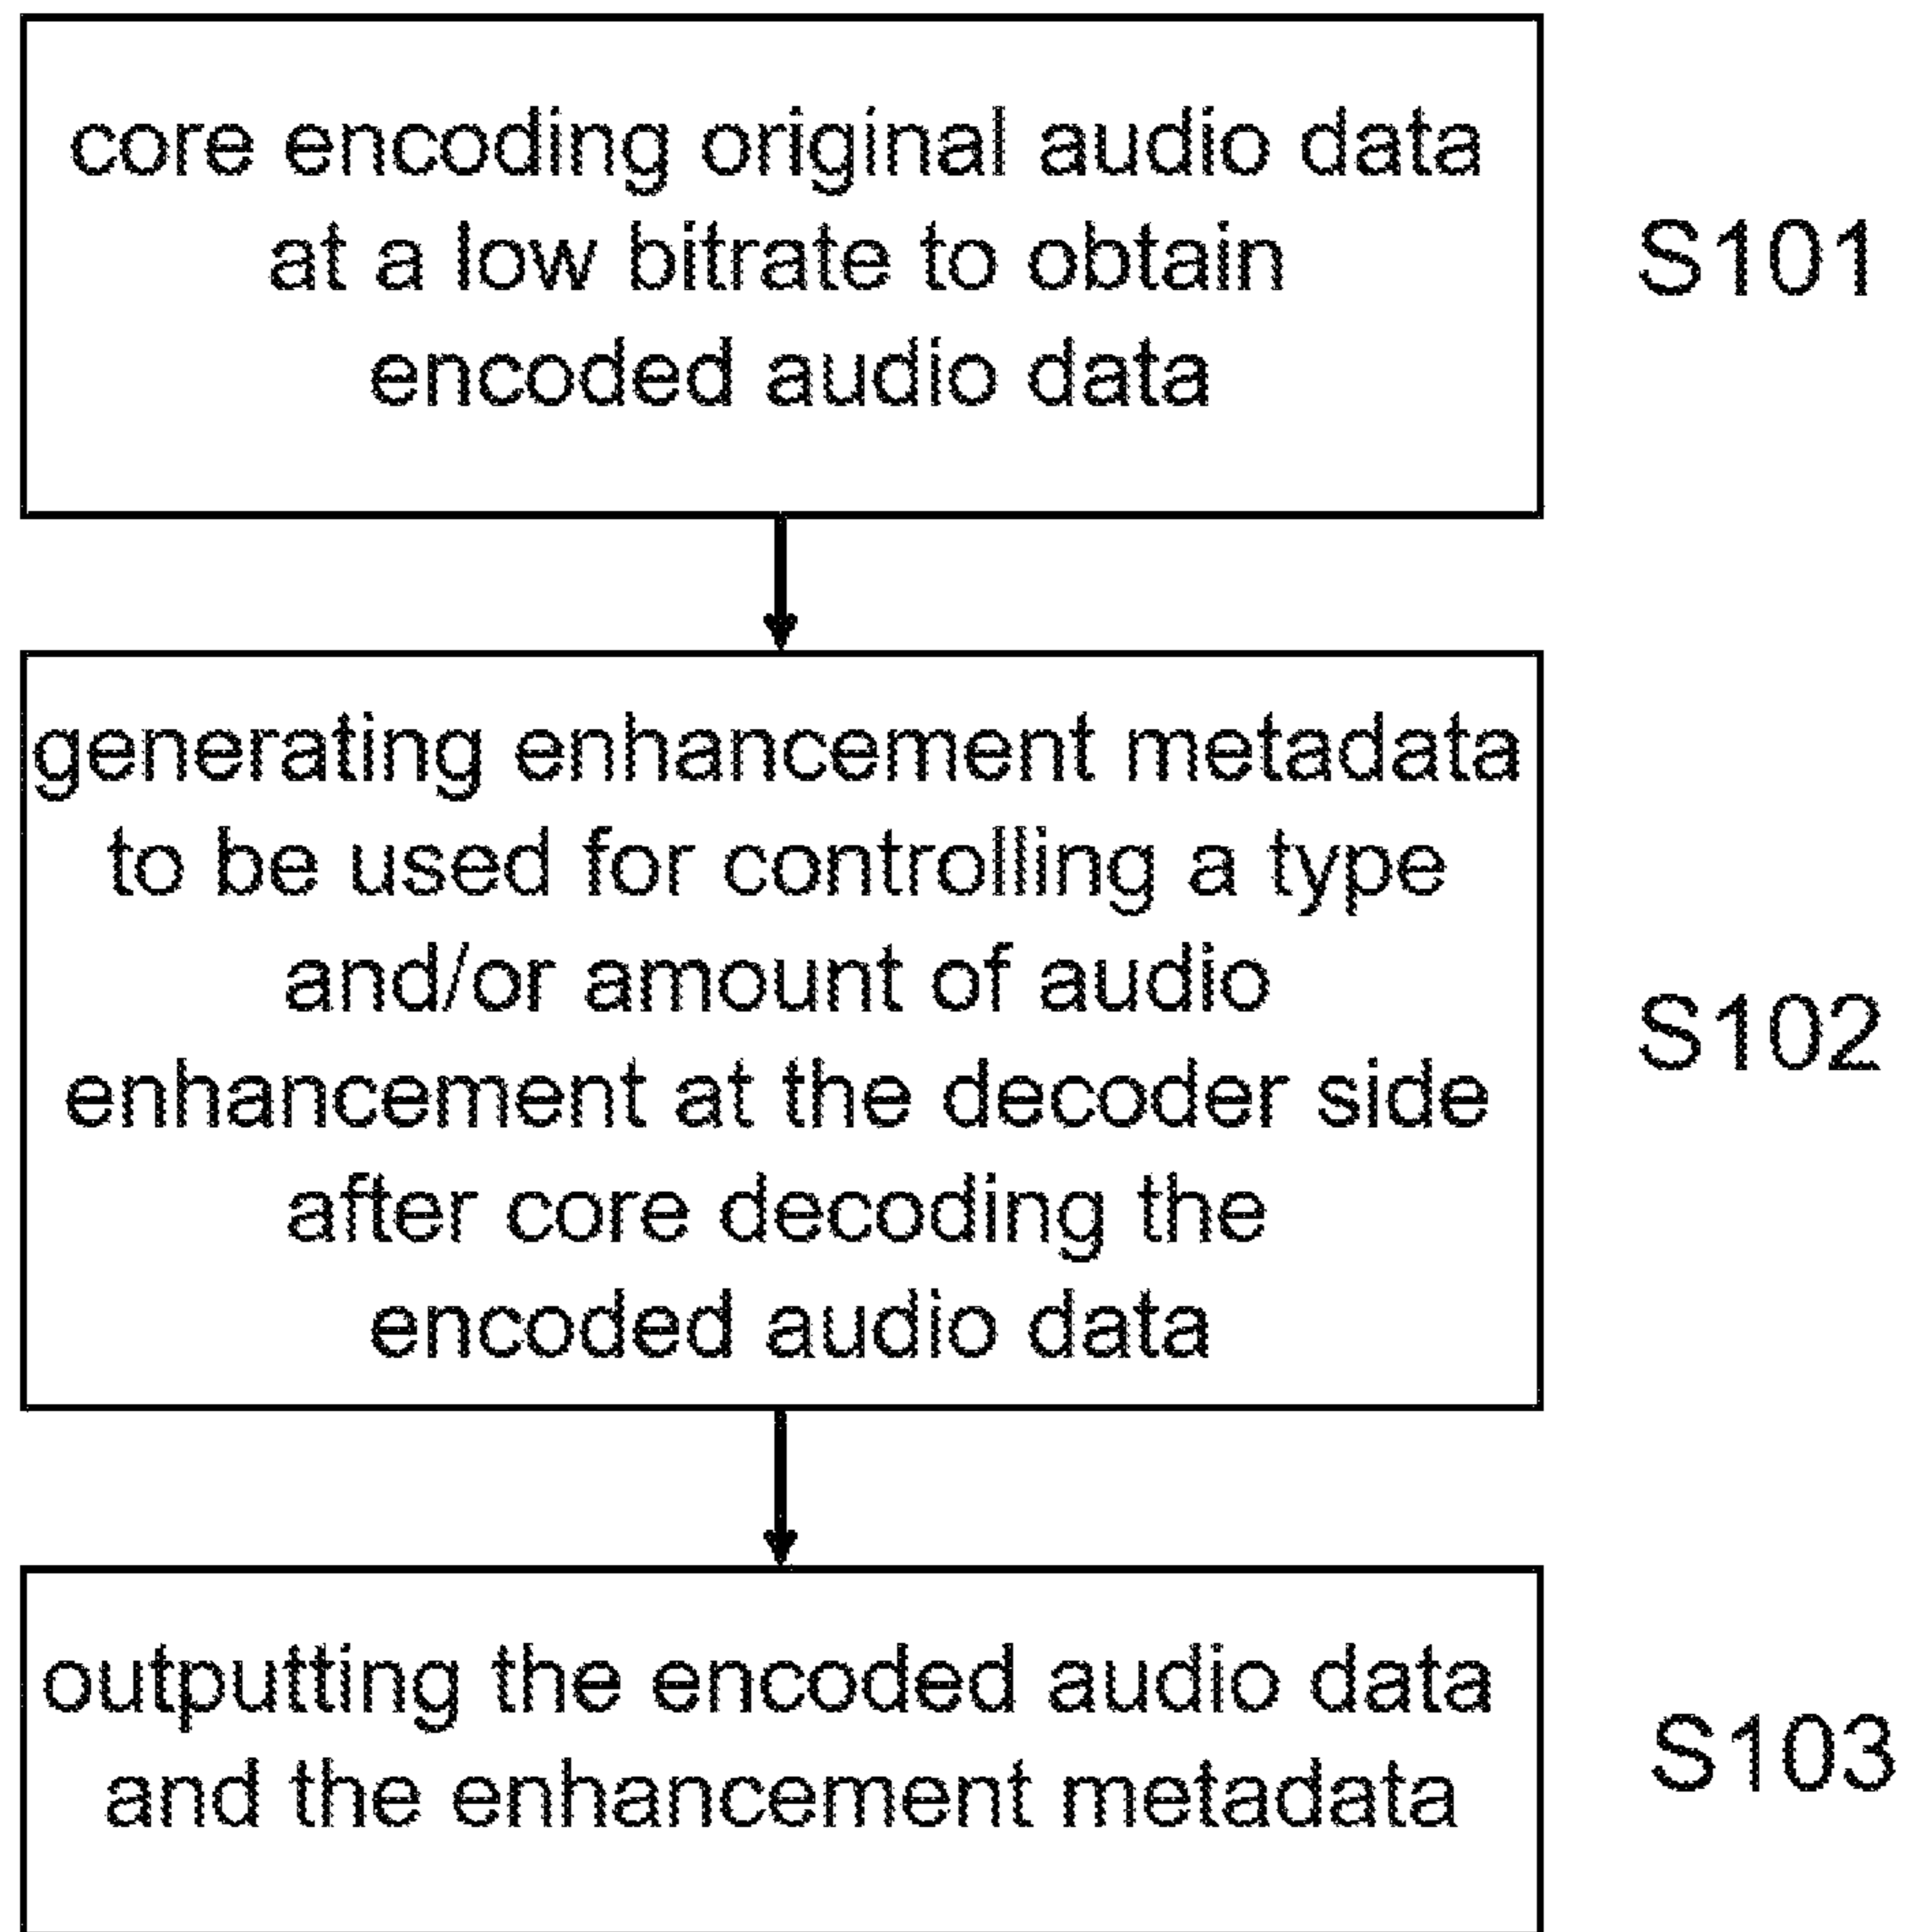 core encoding original audio data
at a low bitrate to obtain
encoded audio data
S101
generating enhancement metadata
to be used for controlling a type
and/or amount of audio
enhancement at the decoder side
after core decoding the
encoded audio data
S102
outputting the encoded audio data
and the enhancement metadata
S103